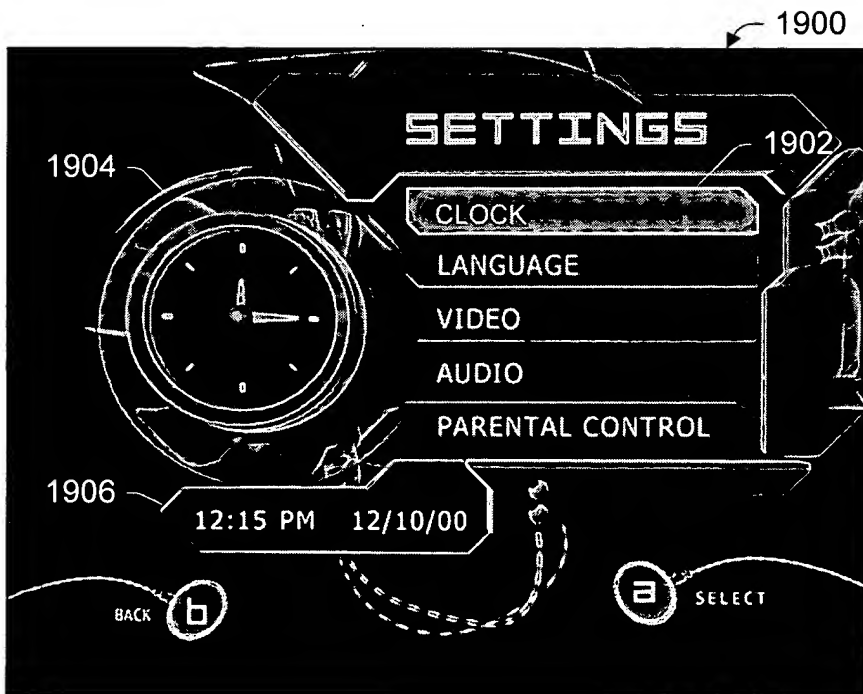 1900
SETTINGS
1902
1904
CLOCK
LANGUAGE
VIDEO
AUDIO
PARENTAL CONTROL
1906
12:15 PM 12/10/00
BACK b
a SELECT